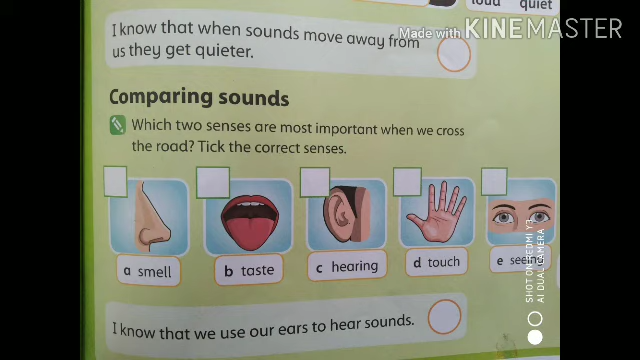 loud quiet
Made with KINEMASTER
I know that when sounds move away from
us they get quieter.
Comparing sounds
Which two senses are most important when we cross
the road? Tick the correct senses.
a smell
b taste
c hearing
d touch
e seeing
I know that we use our ears to hear sounds.
SHOT ON REDMI Y3
AI DUAL CAMERA